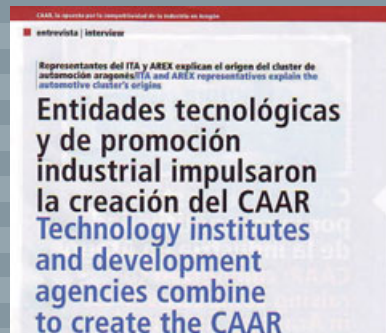 CAAR, la apuesta por la competitividad de la industria en Aragón
entrevista | interview
Representantes del ITA y AREX explican el origen del cluster de
automoción aragonés/ITA and AREX representatives explain the
automotive cluster's origins
Entidades tecnológicas
y de promoción
industrial impulsaron
la creación del CAAR
Technology institutes
and development
agencies combine
to create the CAAR